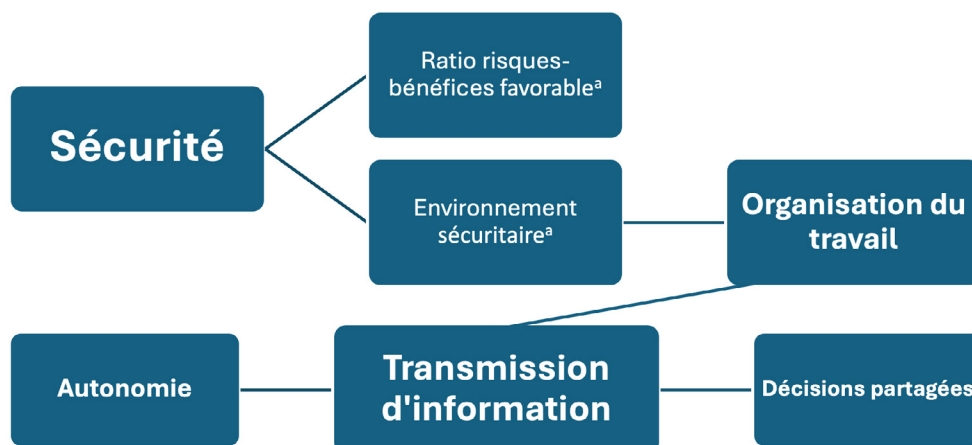 Ratio risques-
bénéfices favorableᵃ
Sécurité
Environnement
sécuritaireᵃ
Organisation du
travail
Autonomie
Transmission
d'information
Décisions partagées